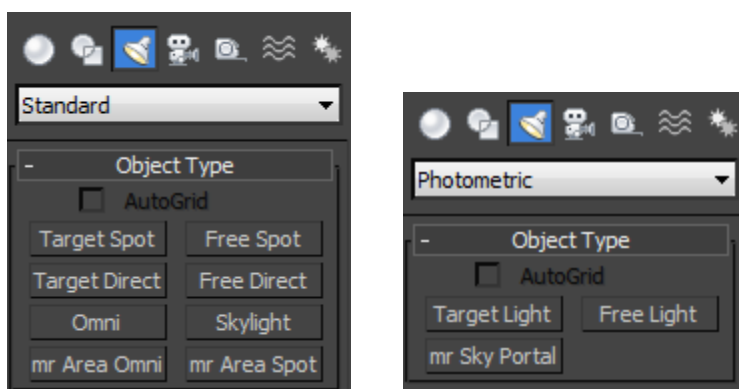 Standard
- Object Type
AutoGrid
Target Spot Free Spot
Target Direct Free Direct
Omni Skylight
mr Area Omni mr Area Spot
Photometric
- Object Type
AutoGrid
Target Light Free Light
mr Sky Portal